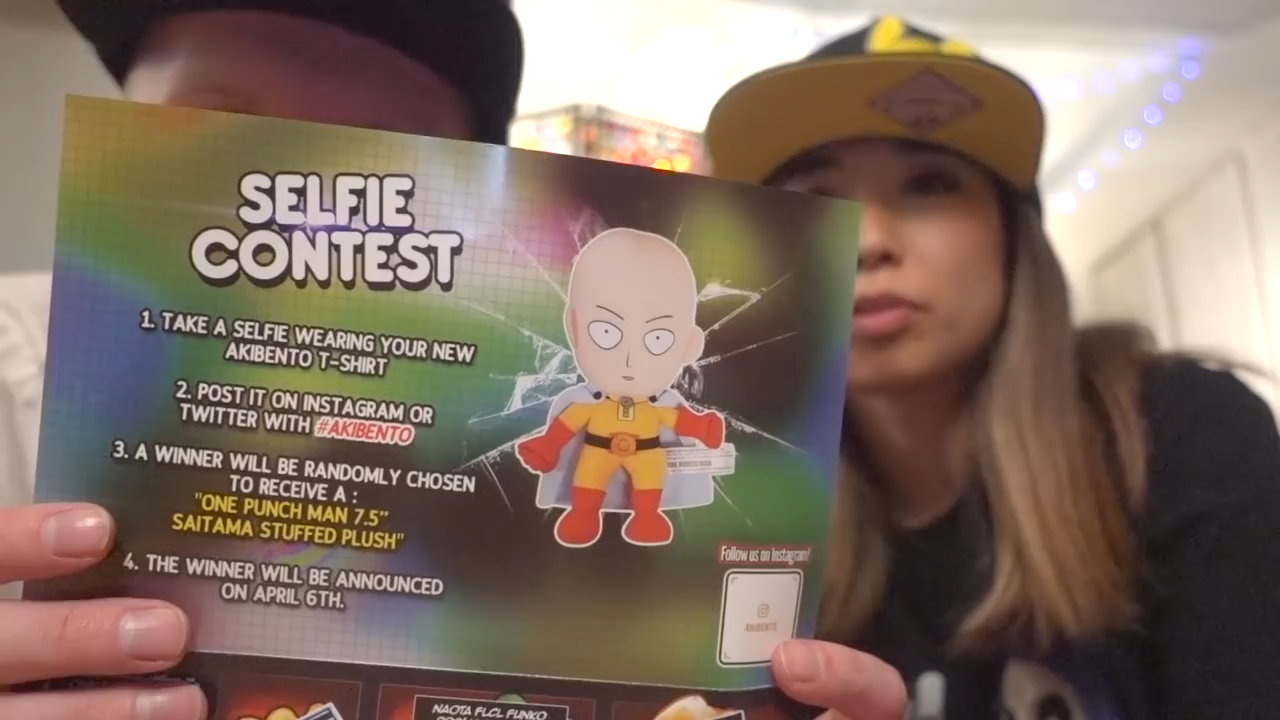 SELFIE
CONTEST
1. TAKE A SELFIE WEARING YOUR NEW
AKIBENTO T-SHIRT
2. POST IT ON INSTAGRAM OR
TWITTER WITH #AKIBENTO
3. A WINNER WILL BE RANDOMLY CHOSEN
TO RECEIVE A :
"ONE PUNCH MAN 7.5"
SAITAMA STUFFED PLUSH"
4. THE WINNER WILL BE ANNOUNCED
ON APRIL 6TH.
Follow us on Instagram!
AKIBENTO
NAOTA FLCL FUNKO